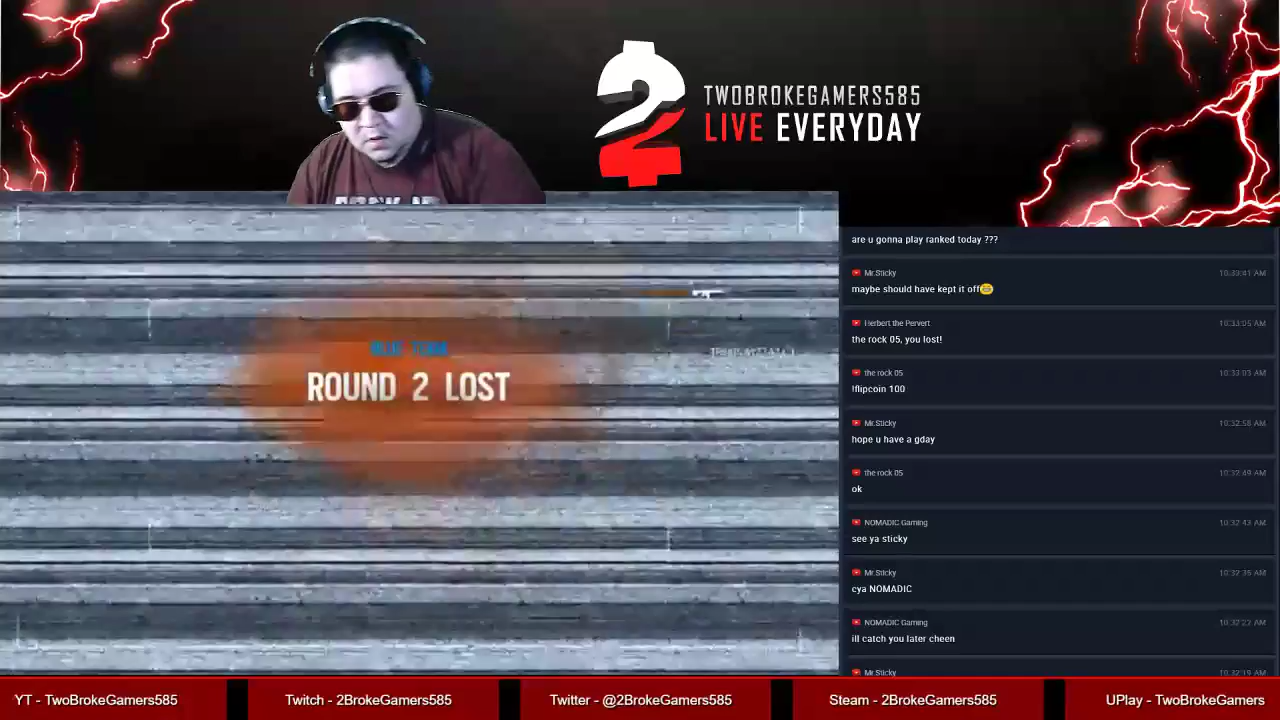 2
TWOBROKEGAMERS585
LIVE EVERYDAY
BLUE TEAM
ROUND 2 LOST
are u gonna play ranked today ???
Mr.Sticky 10:33:41 AM
maybe should have kept it off🤓
Herbert the Pervert 10:33:05 AM
the rock 05, you lost!
the rock 05 10:33:03 AM
!flipcoin 100
Mr.Sticky 10:32:58 AM
hope u have a gday
the rock 05 10:32:49 AM
ok
NOMADIC Gaming 10:32:43 AM
see ya sticky
Mr.Sticky 10:32:35 AM
cya NOMADIC
NOMADIC Gaming 10:32:23 AM
ill catch you later cheen
Mr.Sticky 10:32:19 AM
YT - TwoBrokeGamers585
Twitch - 2BrokeGamers585
Twitter - @2BrokeGamers585
Steam - 2BrokeGamers585
UPlay - TwoBrokeGamers